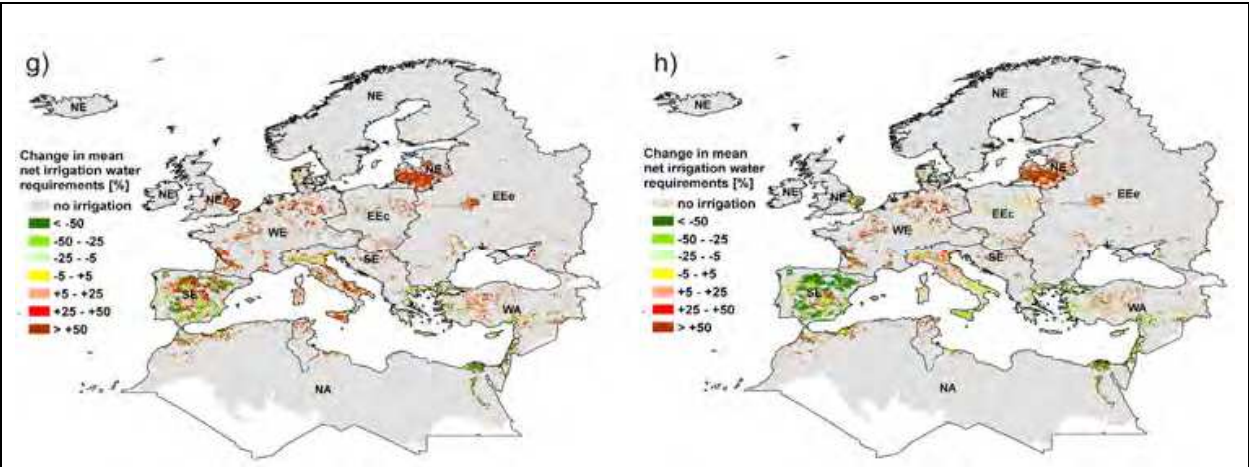 g)
NE
NE
Change in mean
net irrigation water
requirements [%]
no irrigation
< -50
-50 - -25
-25 - -5
-5 - +5
+5 - +25
+25 - +50
> +50
NE
NE
NE
EEe
EEc
WE
SE
SE
WA
NA
h)
NE
NE
Change in mean
net irrigation water
requirements [%]
no irrigation
< -50
-50 - -25
-25 - -5
-5 - +5
+5 - +25
+25 - +50
> +50
NE
NE
NE
EEe
EEc
WE
SE
SE
WA
NA